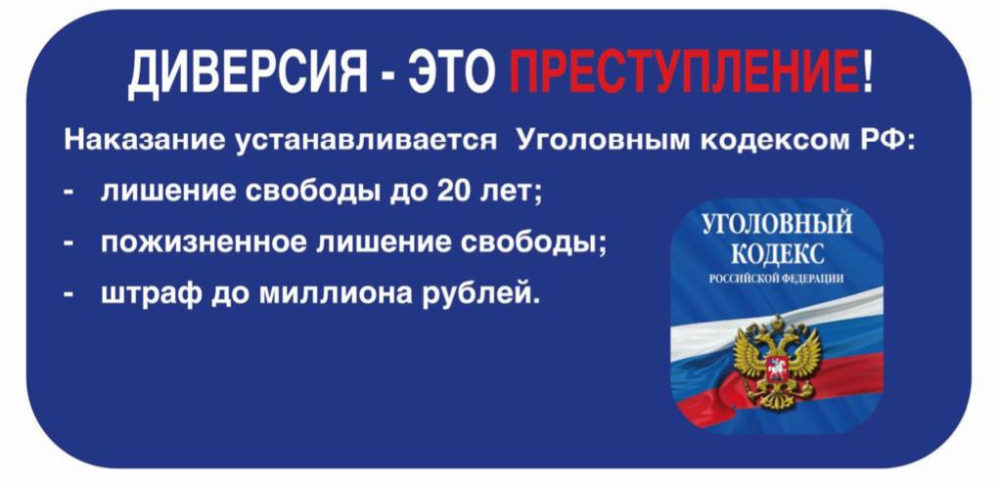 ДИВЕРСИЯ - ЭТО ПРЕСТУПЛЕНИЕ!
Наказание устанавливается Уголовным кодексом РФ:
- лишение свободы до 20 лет;
- пожизненное лишение свободы;
- штраф до миллиона рублей.
УГОЛОВНЫЙ
КОДЕКС
РОССИЙСКОЙ ФЕДЕРАЦИИ